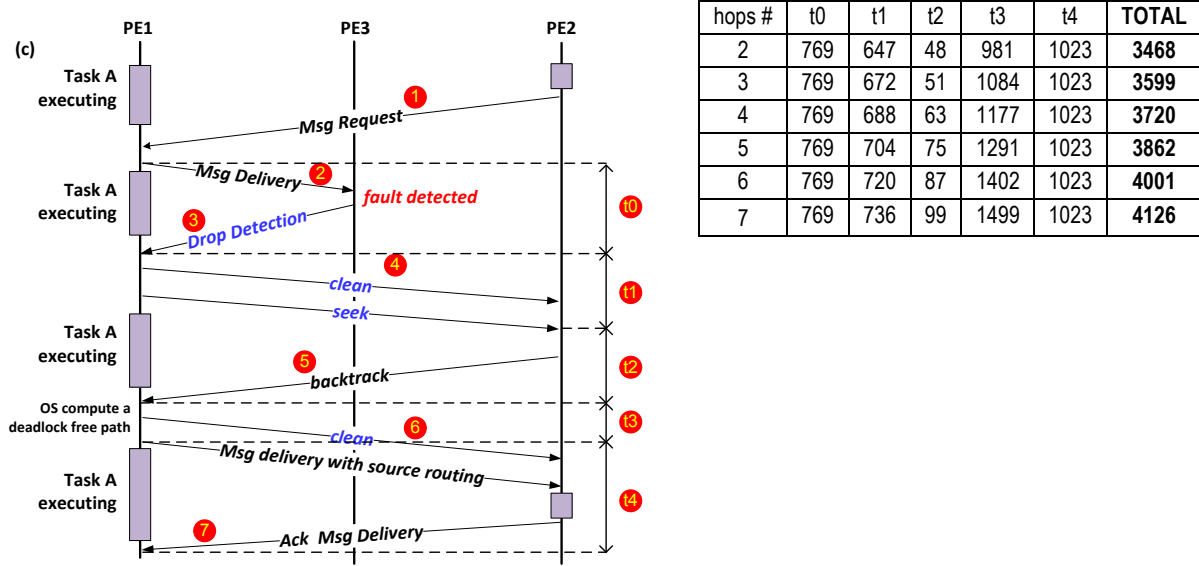 (c)
PE1 PE3 PE2
Task A
executing
1
Msg Request
2
Msg Delivery
fault detected
Task A
executing
3
Drop Detection
t0
4
clean
seek
t1
Task A
executing
5
backtrack
t2
OS compute a
deadlock free path
6
clean
t3
Msg delivery with source routing
Task A
executing
t4
7
Ack Msg Delivery
hops # t0 t1 t2 t3 t4 TOTAL
2 769 647 48 981 1023 3468
3 769 672 51 1084 1023 3599
4 769 688 63 1177 1023 3720
5 769 704 75 1291 1023 3862
6 769 720 87 1402 1023 4001
7 769 736 99 1499 1023 4126